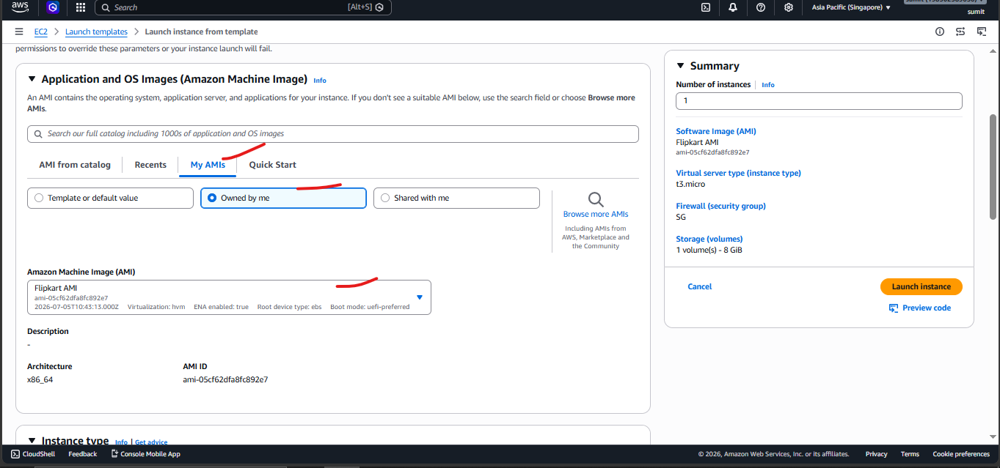 aws
Search
[Alt+S]
Asia Pacific (Singapore)
sumit
EC2 > Launch templates > Launch instance from template
permissions to override these parameters or your instance launch will fail.
Application and OS Images (Amazon Machine Image) Info
An AMI contains the operating system, application server, and applications for your instance. If you don't see a suitable AMI below, use the search field or choose Browse more
AMIs.
Search our full catalog including 1000s of application and OS images
AMI from catalog
Recents
My AMIs
Quick Start
Template or default value
Owned by me
Shared with me
Browse more AMIs
Including AMIs from
AWS, Marketplace and
the Community
Amazon Machine Image (AMI)
Flipkart AMI
ami-05cf62dfa8fc892e7
2026-07-05T10:43:13.000Z Virtualization: hvm ENA enabled: true Root device type: ebs Boot mode: uefi-preferred
Description
-
Architecture
x86_64
AMI ID
ami-05cf62dfa8fc892e7
Instance type Info | Get advice
Summary
Number of instances Info
1
Software Image (AMI)
Flipkart AMI
ami-05cf62dfa8fc892e7
Virtual server type (instance type)
t3.micro
Firewall (security group)
SG
Storage (volumes)
1 volume(s) - 8 GiB
Cancel
Launch instance
Preview code
CloudShell Feedback Console Mobile App
© 2026, Amazon Web Services, Inc. or its affiliates. Privacy Terms Cookie preferences